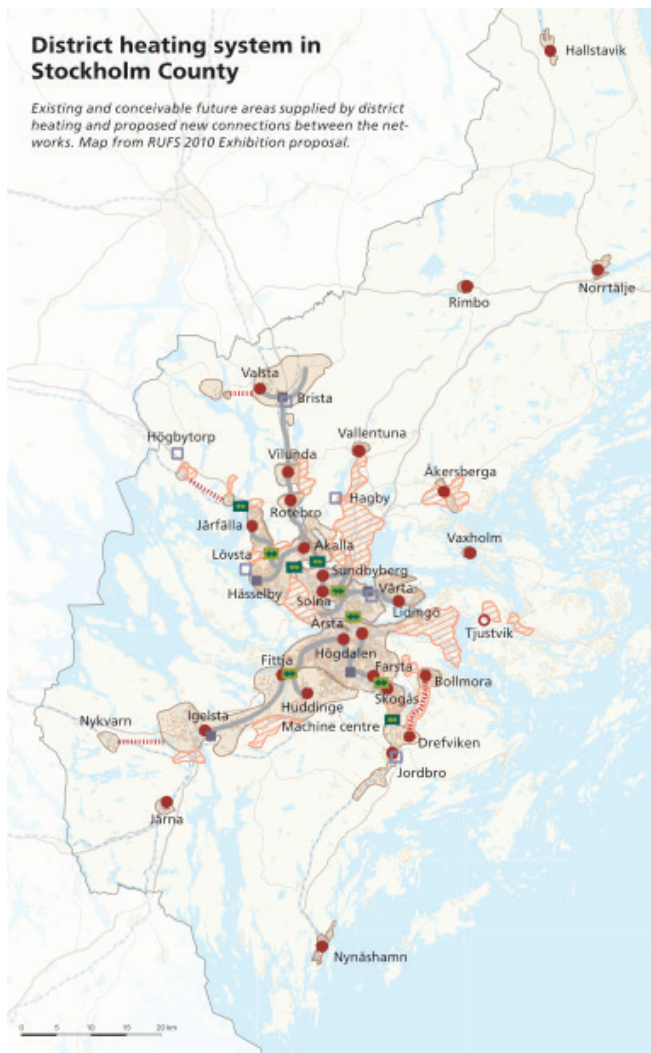 District heating system in
Stockholm County
Existing and conceivable future areas supplied by district
heating and proposed new connections between the net-
works. Map from RUFS 2010 Exhibition proposal.
Hallstavik
Norrtälje
Rimbo
Valsta
Brista
Högbytorp
Vallentuna
Vilunda
Åkersberga
Hagby
Rotebro
Järfälla
Vaxholm
Akalla
Lövsta
Sundbyberg
Hässelby
Värta
Solna
Lidingö
Årsta
Tjustvik
Högdalen
Fittja
Farsta
Bollmora
Skogås
Huddinge
Igelsta
Nykvarn
Machine centre
Drefviken
Jordbro
Järna
Nynäshamn
0 5 10 15 20 km